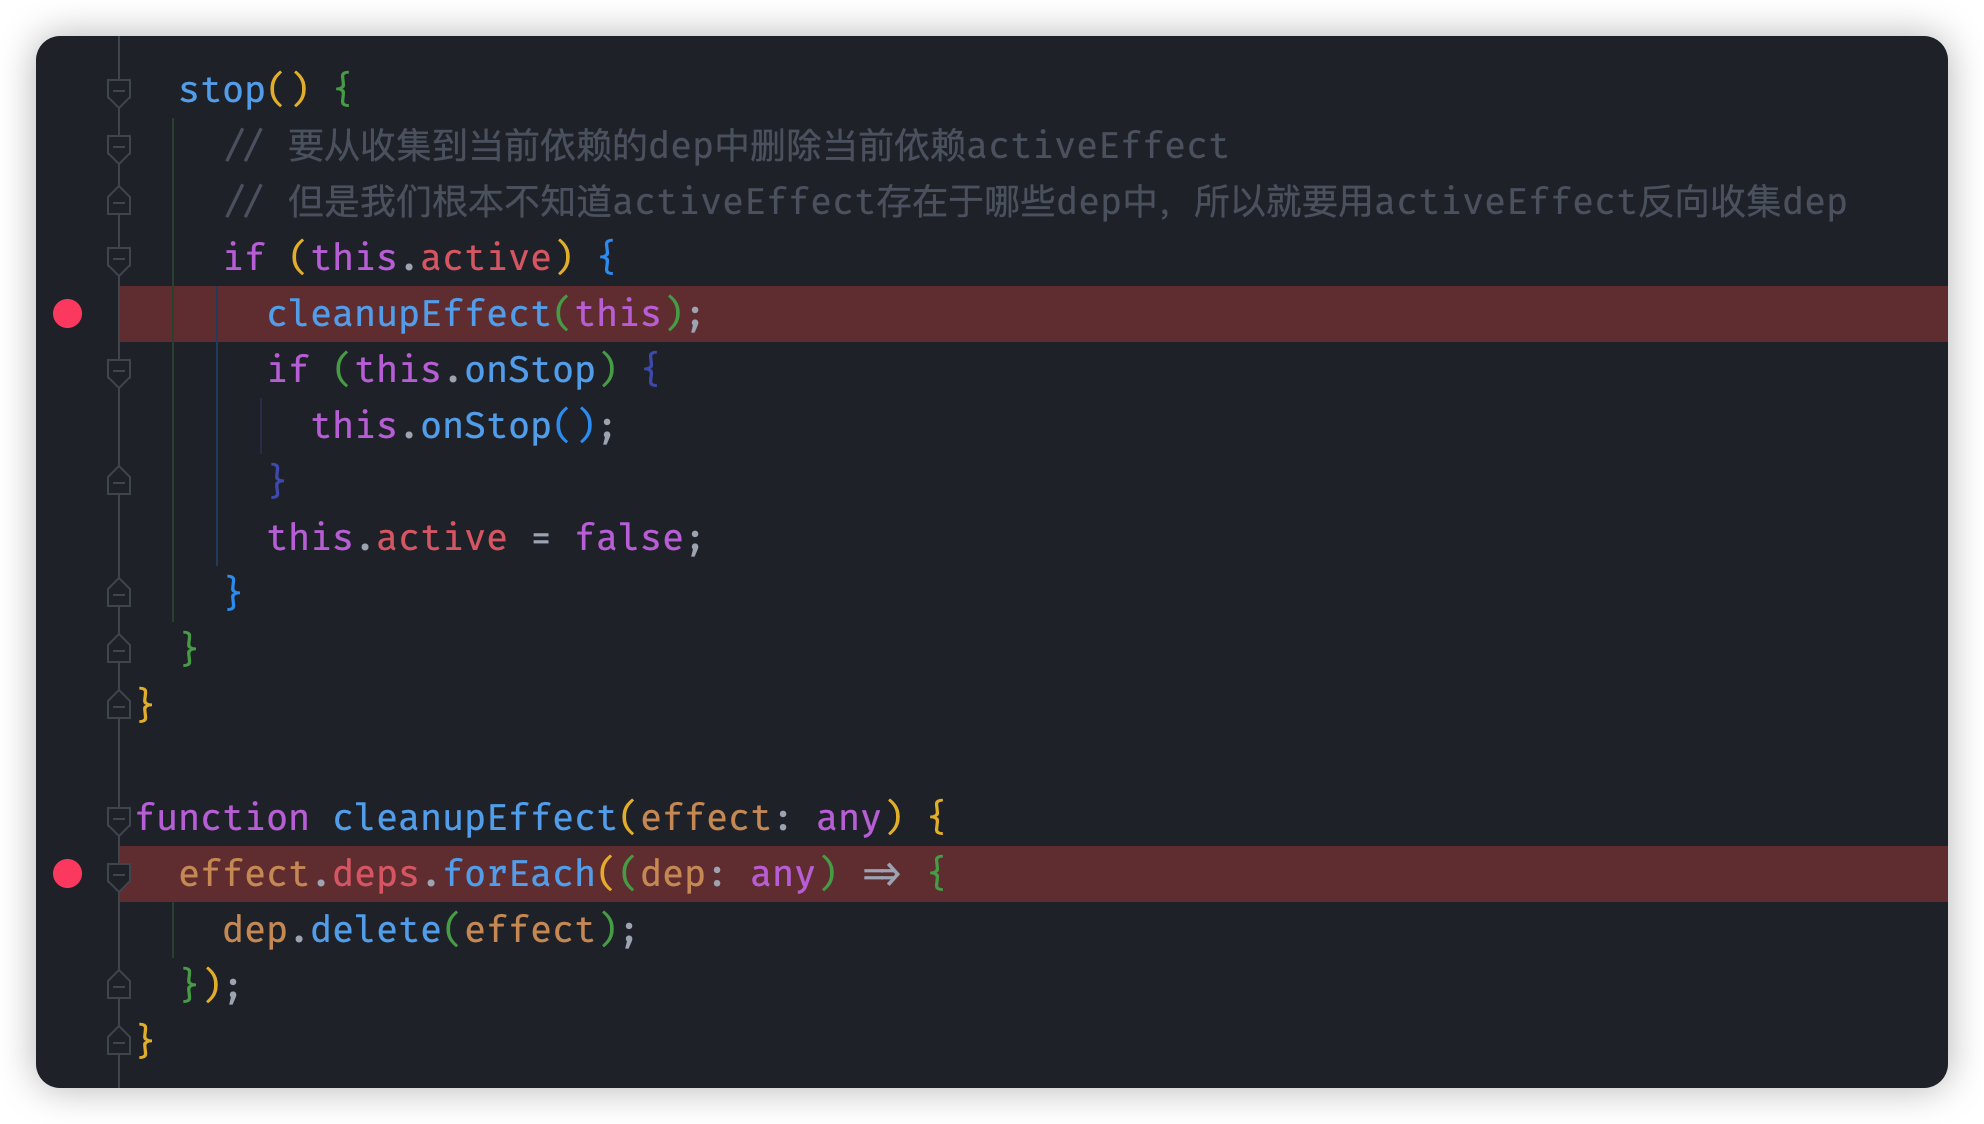 stop() {
// 要从收集到当前依赖的dep中删除当前依赖activeEffect
// 但是我们根本不知道activeEffect存在于哪些dep中，所以就要用activeEffect反向收集dep
if (this.active) {
cleanupEffect(this);
if (this.onStop) {
this.onStop();
}
this.active = false;
}
}
}
function cleanupEffect(effect: any) {
effect.deps.forEach((dep: any) => {
dep.delete(effect);
});
}